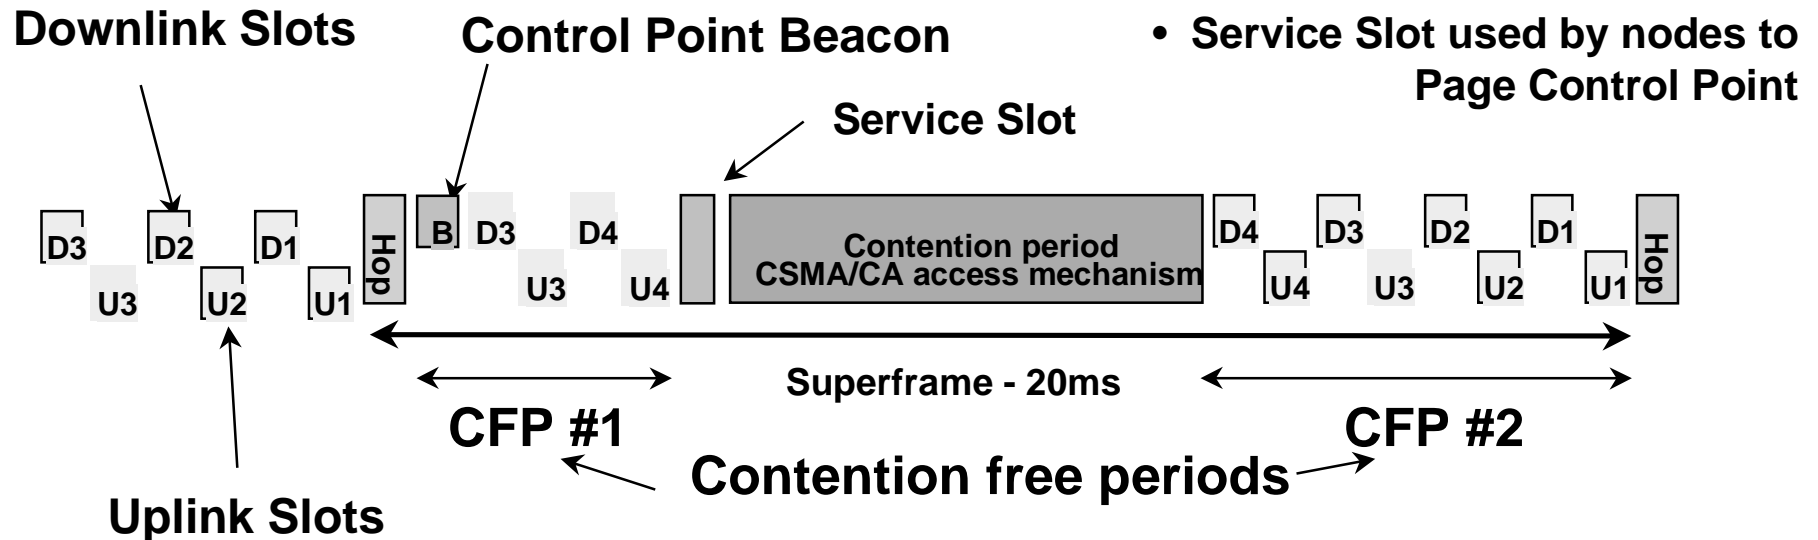 Downlink Slots
Control Point Beacon
• Service Slot used by nodes to
Page Control Point
Service Slot
D3 D2 D1 Hop B D3 D4 D4 D3 D2 D1 Hop
Contention period
CSMA/CA access mechanism
U3 U2 U1 U3 U4 U4 U3 U2 U1
Superframe - 20ms
CFP #1 CFP #2
Contention free periods
Uplink Slots